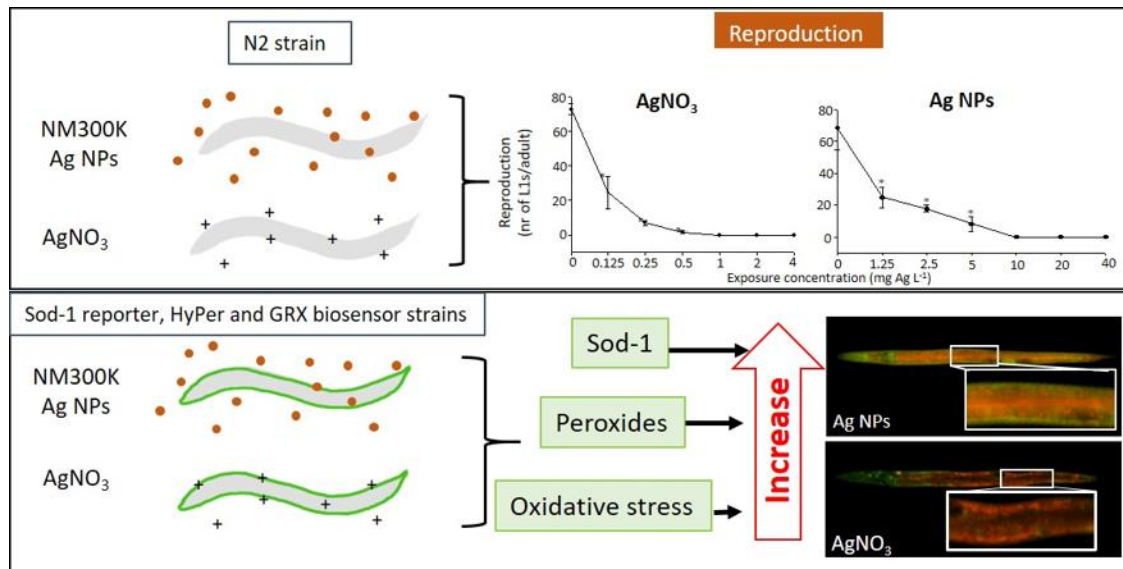 N2 strain
Reproduction
NM300K
Ag NPs
AgNO₃
Reproduction
(nr of L1s/adult)
AgNO₃
80
60
40
20
0
0
0.125
0.25
0.5
1
2
4
*
*
*
Ag NPs
80
60
40
20
0
0
1.25
2.5
5
10
20
40
*
*
*
Exposure concentration (mg Ag L⁻¹)
Sod-1 reporter, HyPer and GRX biosensor strains
NM300K
Ag NPs
AgNO₃
Sod-1
Peroxides
Oxidative stress
Increase
Ag NPs
AgNO₃